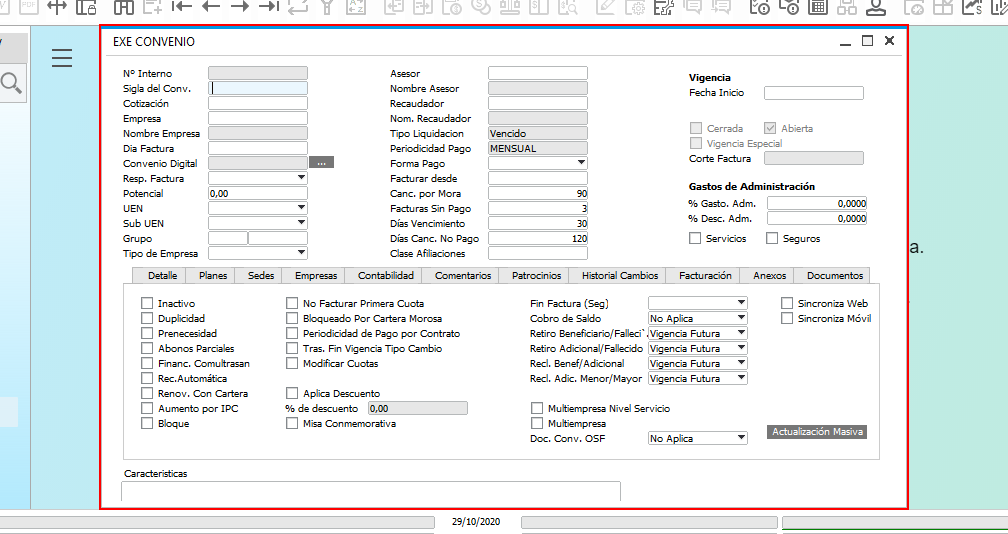 EXE CONVENIO
Nº Interno
Sigla del Conv.
Cotización
Empresa
Nombre Empresa
Dia Factura
Convenio Digital ...
Resp. Factura
Potencial 0,00
UEN
Sub UEN
Grupo
Tipo de Empresa
Asesor
Nombre Asesor
Recaudador
Nom. Recaudador
Tipo Liquidacion Vencido
Periodicidad Pago MENSUAL
Forma Pago
Facturar desde
Canc. por Mora 90
Facturas Sin Pago 3
Días Vencimiento 30
Días Canc. No Pago 120
Clase Afiliaciones
Vigencia
Fecha Inicio
Cerrada Abierta
Vigencia Especial
Corte Factura
Gastos de Administración
% Gasto. Adm. 0,0000
% Desc. Adm. 0,0000
Servicios Seguros
a.
Detalle Planes Sedes Empresas Contabilidad Comentarios Patrocinios Historial Cambios Facturación Anexos Documentos
Inactivo
Duplicidad
Prenecesidad
Abonos Parciales
Financ. Comultrasan
Rec.Automática
Renov. Con Cartera
Aumento por IPC
Bloque
No Facturar Primera Cuota
Bloqueado Por Cartera Morosa
Periodicidad de Pago por Contrato
Tras. Fin Vigencia Tipo Cambio
Modificar Cuotas
Aplica Descuento
% de descuento 0,00
Misa Conmemorativa
Fin Factura (Seg)
Cobro de Saldo No Aplica
Retiro Beneficiario/Falleci Vigencia Futura
Retiro Adicional/Fallecido Vigencia Futura
Recl. Benef/Adicional Vigencia Futura
Recl. Adic. Menor/Mayor Vigencia Futura
Multiempresa Nivel Servicio
Multiempresa
Doc. Conv. OSF No Aplica
Sincroniza Web
Sincroniza Móvil
Actualización Masiva
Caracteristicas
29/10/2020